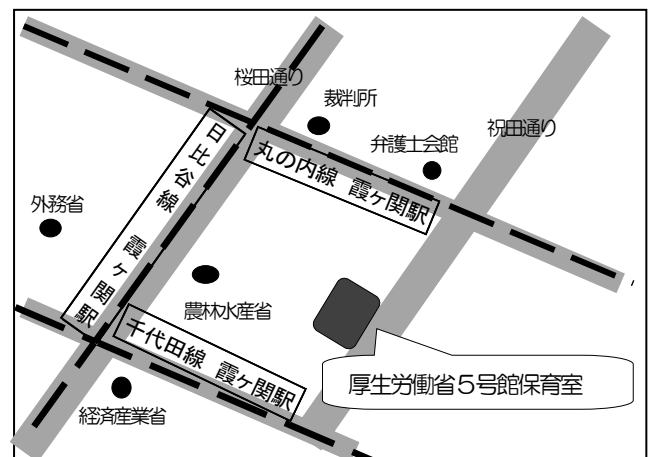 桜田通り
裁判所
祝田通り
弁護士会館
日比谷線 霞ヶ関駅
丸の内線 霞ヶ関駅
外務省
農林水産省
千代田線 霞ヶ関駅
厚生労働省５号館保育室
経済産業省